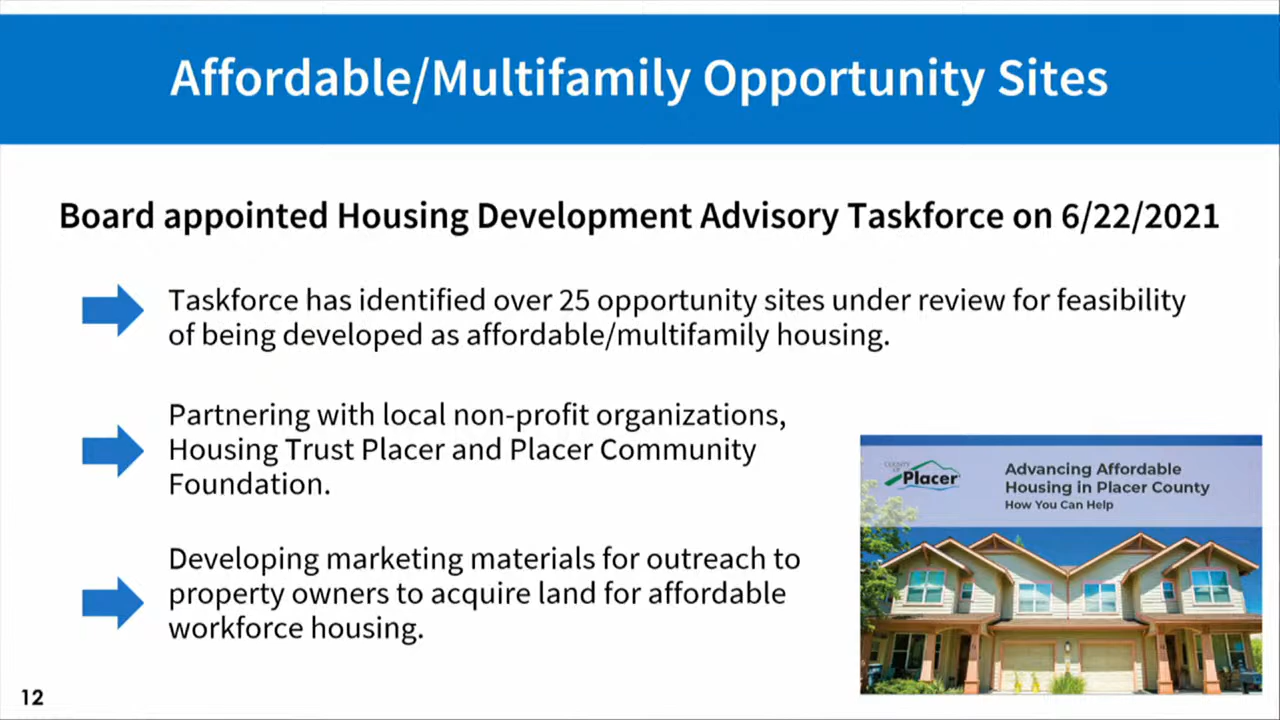 Affordable/Multifamily Opportunity Sites
Board appointed Housing Development Advisory Taskforce on 6/22/2021
Taskforce has identified over 25 opportunity sites under review for feasibility
of being developed as affordable/multifamily housing.
Partnering with local non-profit organizations,
Housing Trust Placer and Placer Community
Foundation.
Developing marketing materials for outreach to
property owners to acquire land for affordable
workforce housing.
COUNTY
OF
Placer
Advancing Affordable
Housing in Placer County
How You Can Help
12